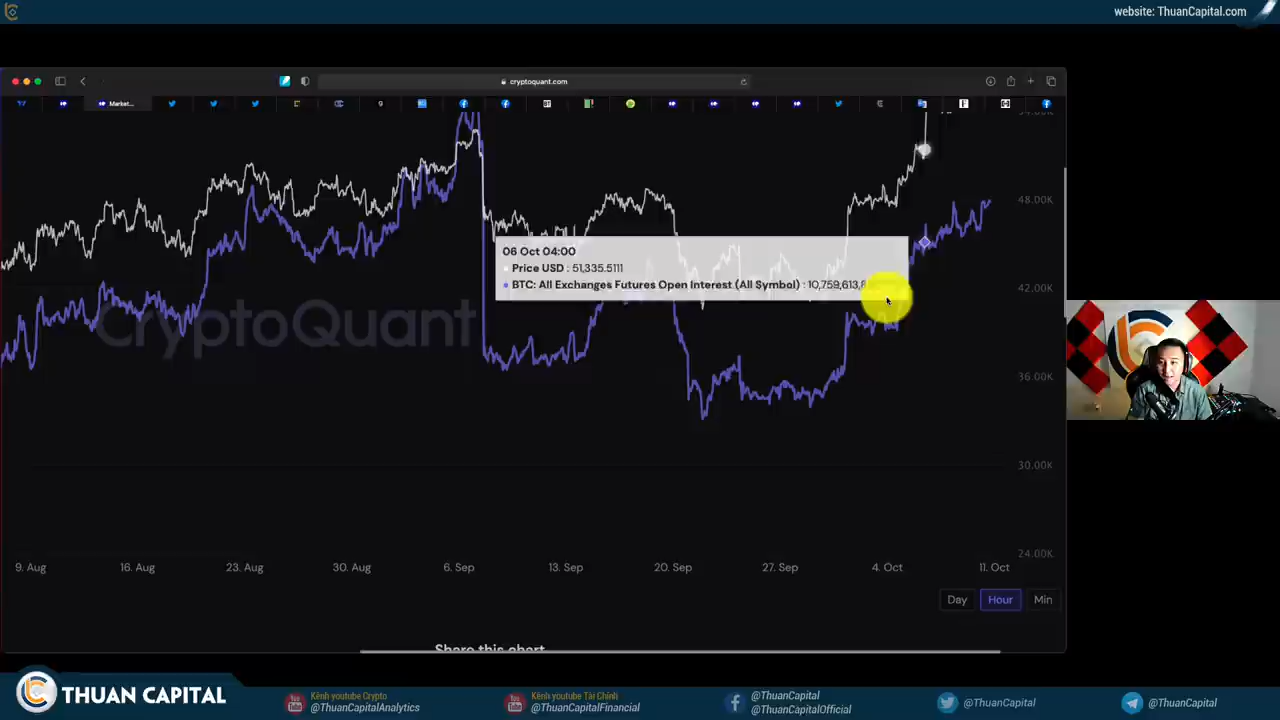 website: ThuanCapital.com
cryptoquant.com
Market...
48.00K
06 Oct 04:00
Price USD : 51,335.5111
BTC: All Exchanges Futures Open Interest (All Symbol) : 10,759,613,8
42.00K
CryptoQuant
36.00K
30.00K
24.00K
9. Aug 16. Aug 23. Aug 30. Aug 6. Sep 13. Sep 20. Sep 27. Sep 4. Oct 11. Oct
Day Hour Min
Share this chart
THUAN CAPITAL
Kênh youtube Crypto
@ThuanCapitalAnalytics
Kênh youtube Tài Chính
@ThuanCapitalFinancial
@ThuanCapital
@ThuanCapitalOfficial
@ThuanCapital
@ThuanCapital